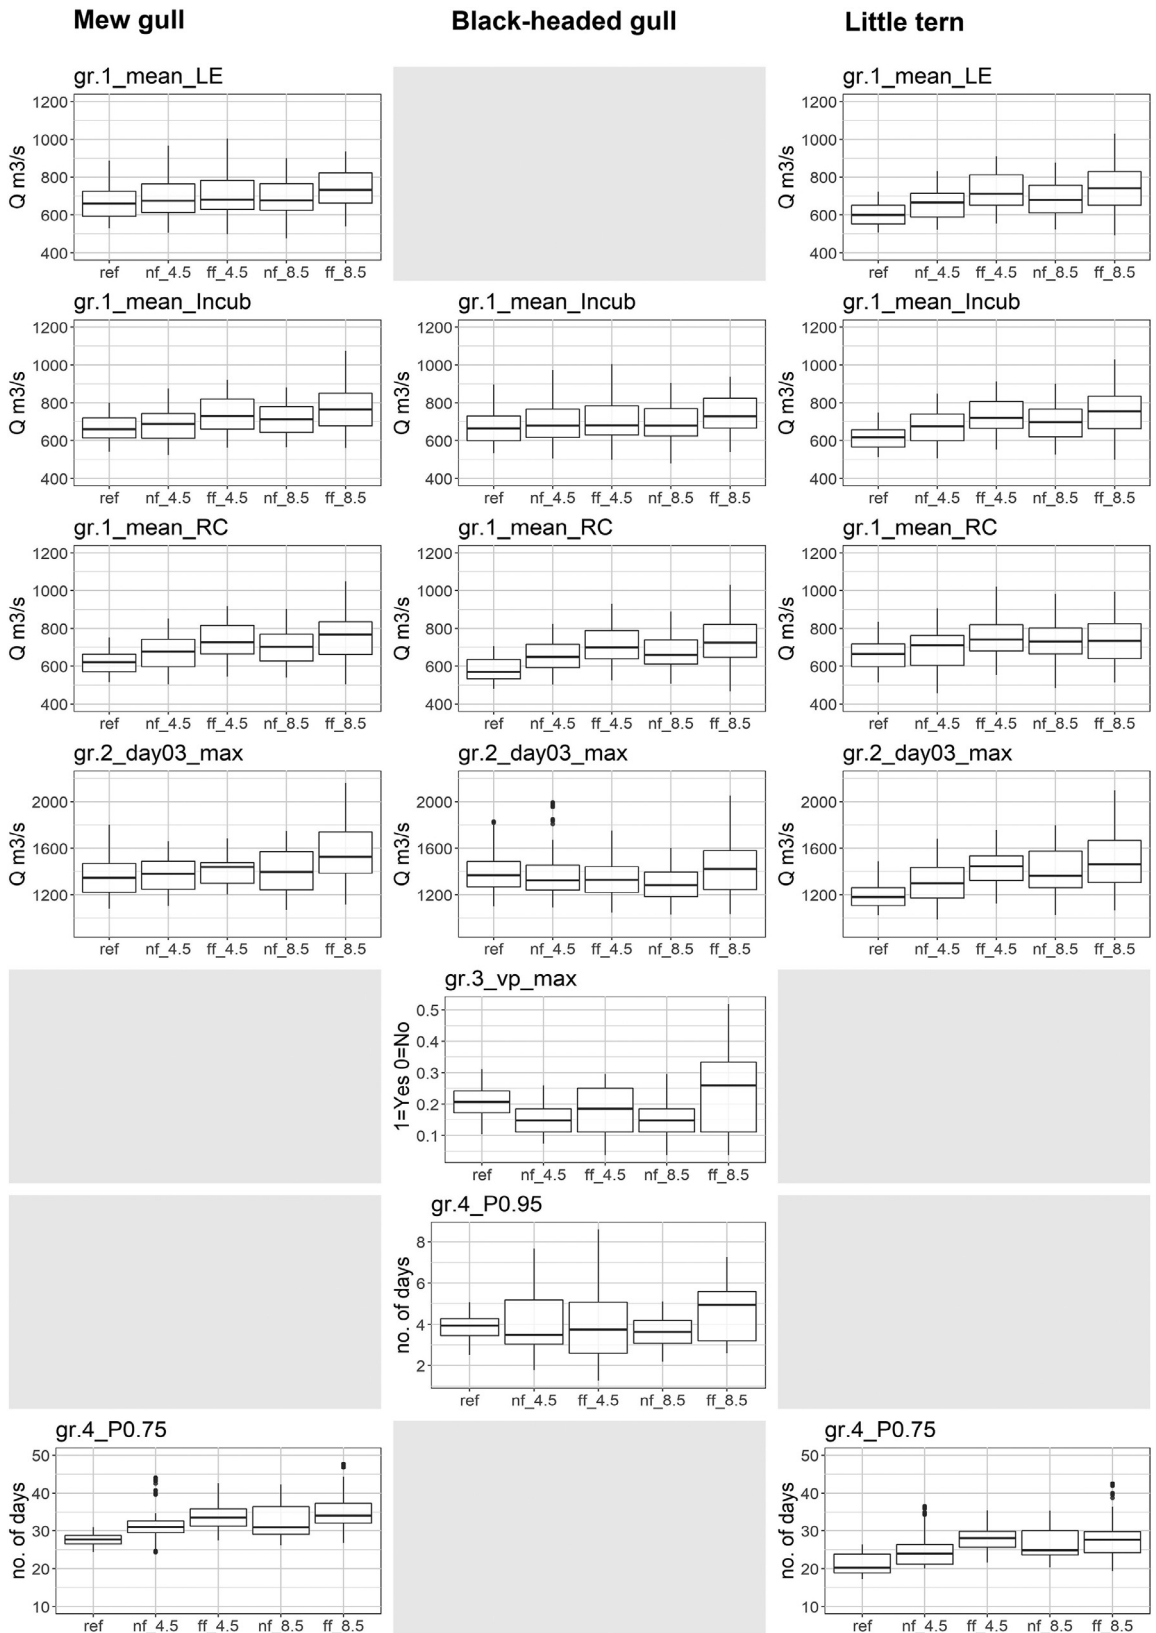 Mew gull Black-headed gull Little tern
gr.1_mean_LE gr.1_mean_LE
Q m3/s 1200 1000 800 600 400 Q m3/s 1200 1000 800 600 400
ref nf_4.5 ff_4.5 nf_8.5 ff_8.5 ref nf_4.5 ff_4.5 nf_8.5 ff_8.5
gr.1_mean_Incub gr.1_mean_Incub gr.1_mean_Incub
Q m3/s 1200 1000 800 600 400 Q m3/s 1200 1000 800 600 400 Q m3/s 1200 1000 800 600 400
ref nf_4.5 ff_4.5 nf_8.5 ff_8.5 ref nf_4.5 ff_4.5 nf_8.5 ff_8.5 ref nf_4.5 ff_4.5 nf_8.5 ff_8.5
gr.1_mean_RC gr.1_mean_RC gr.1_mean_RC
Q m3/s 1200 1000 800 600 400 Q m3/s 1200 1000 800 600 400 Q m3/s 1200 1000 800 600 400
ref nf_4.5 ff_4.5 nf_8.5 ff_8.5 ref nf_4.5 ff_4.5 nf_8.5 ff_8.5 ref nf_4.5 ff_4.5 nf_8.5 ff_8.5
gr.2_day03_max gr.2_day03_max gr.2_day03_max
Q m3/s 2000 1600 1200 Q m3/s 2000 1600 1200 Q m3/s 2000 1600 1200
ref nf_4.5 ff_4.5 nf_8.5 ff_8.5 ref nf_4.5 ff_4.5 nf_8.5 ff_8.5 ref nf_4.5 ff_4.5 nf_8.5 ff_8.5
gr.3_vp_max
1=Yes 0=No 0.5 0.4 0.3 0.2 0.1
ref nf_4.5 ff_4.5 nf_8.5 ff_8.5
gr.4_P0.95
no. of days 8 6 4 2
ref nf_4.5 ff_4.5 nf_8.5 ff_8.5
gr.4_P0.75 gr.4_P0.75
no. of days 50 40 30 20 10 no. of days 50 40 30 20 10
ref nf_4.5 ff_4.5 nf_8.5 ff_8.5 ref nf_4.5 ff_4.5 nf_8.5 ff_8.5